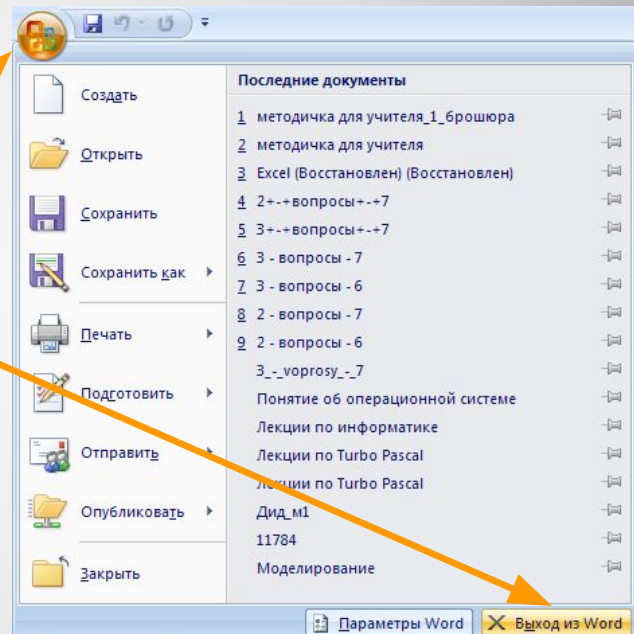 Создать
Открыть
Сохранить
Сохранить как
Печать
Подготовить
Отправить
Опубликовать
Закрыть
Последние документы
1 методичка для учителя_1_брошюра
2 методичка для учителя
3 Excel (Восстановлен) (Восстановлен)
4 2+-+вопросы+-+7
5 3+-+вопросы+-+7
6 3 - вопросы - 7
7 3 - вопросы - 6
8 2 - вопросы - 7
9 2 - вопросы - 6
3_-_voprosy_-_7
Понятие об операционной системе
Лекции по информатике
Лекции по Turbo Pascal
Лекции по Turbo Pascal
Дид_м1
11784
Моделирование
Параметры Word
Выход из Word